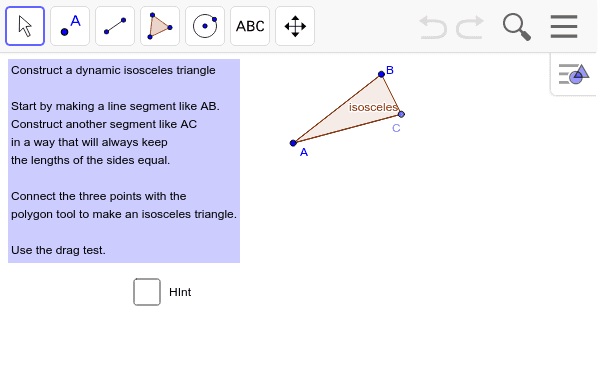 A
ABC
Construct a dynamic isosceles triangle
Start by making a line segment like AB.
Construct another segment like AC
in a way that will always keep
the lengths of the sides equal.
Connect the three points with the
polygon tool to make an isosceles triangle.
Use the drag test.
B
isosceles
C
A
HInt